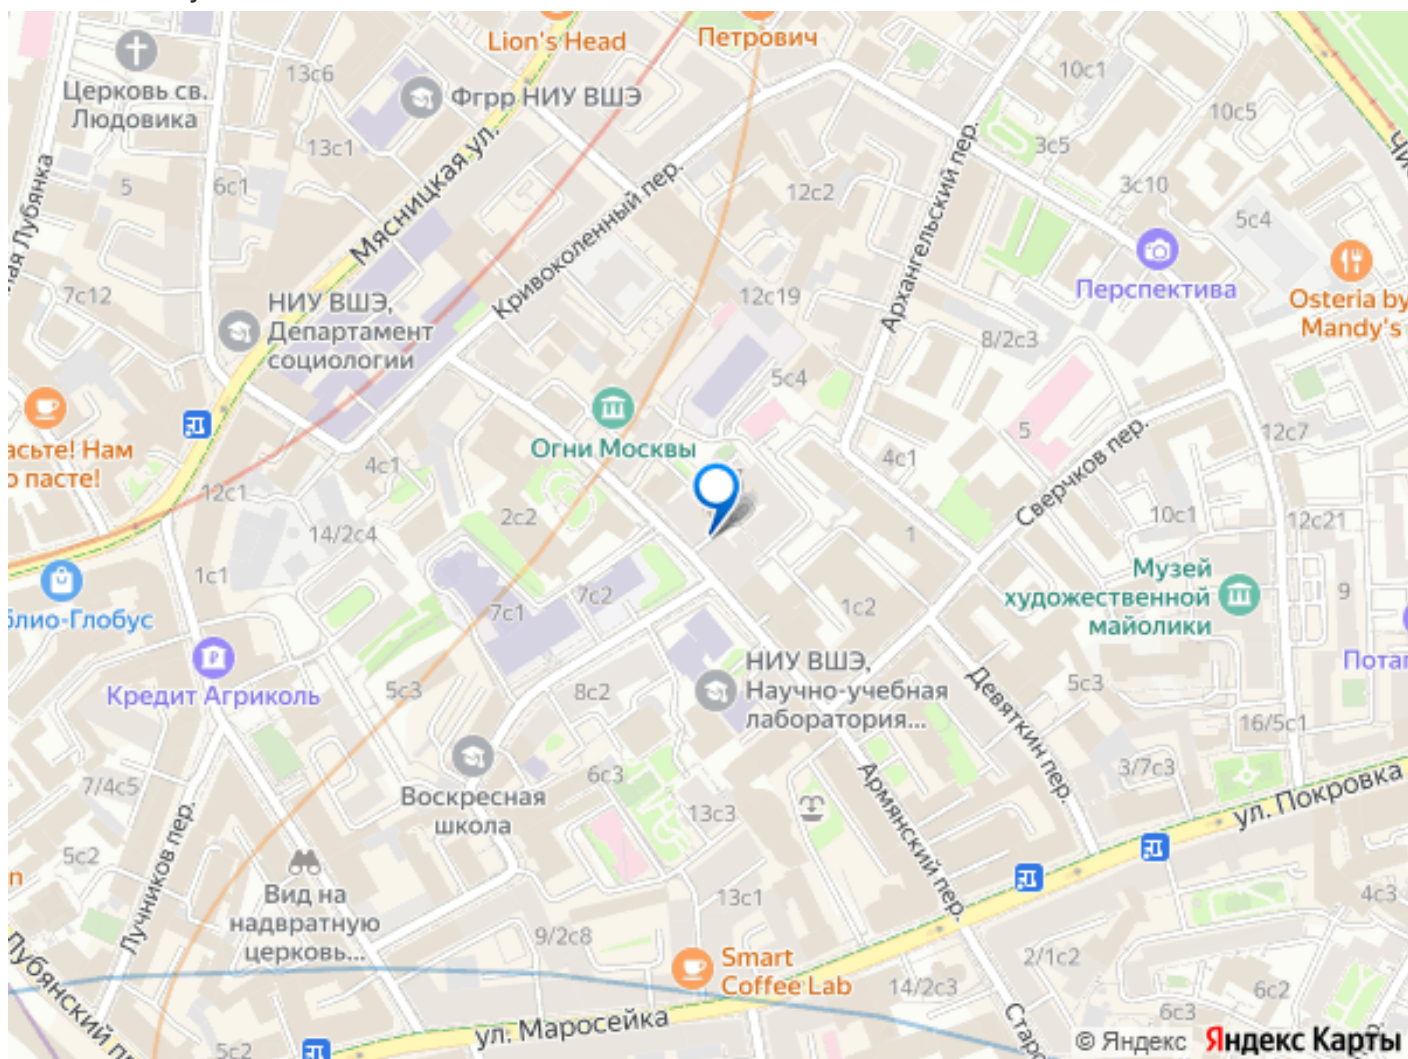 Lion's Head
Петрович
13с6
10с1
Церковь св.
Людовика
Фгрр НИУ ВШЭ
10с5
13с1
3с5
Мясницкая ул.
Кривоколенный пер.
Архангельский пер.
5
6с1
12с2
3с10
5с4
7с12
12с19
Перспектива
НИУ ВШЭ,
Департамент
социологии
Osteria by
Mandy's
8/2с3
5с4
Огни Москвы
5
12с7
4с1
4с1
Сверчков пер.
12с1
2с2
14/2с4
10с1
12с21
1
1с1
Музей
художественной
майолики
9
7с1
7с2
1с2
НИУ ВШЭ,
Научно-учебная
лаборатория...
Кредит Агриколь
5с3
8с2
5с3
Девяткин пер.
16/5с1
7/4с5
6с3
3/7с3
ул. Покровка
Воскресная
школа
13с3
Армянский пер.
5с2
Лучников пер.
Вид на
надвратную
церковь...
13с1
4с3
9/2с8
Smart
Coffee Lab
2/1с2
14/2с3
6с2
6с3
ул. Маросейка
5с2
© Яндекс Яндекс Карты